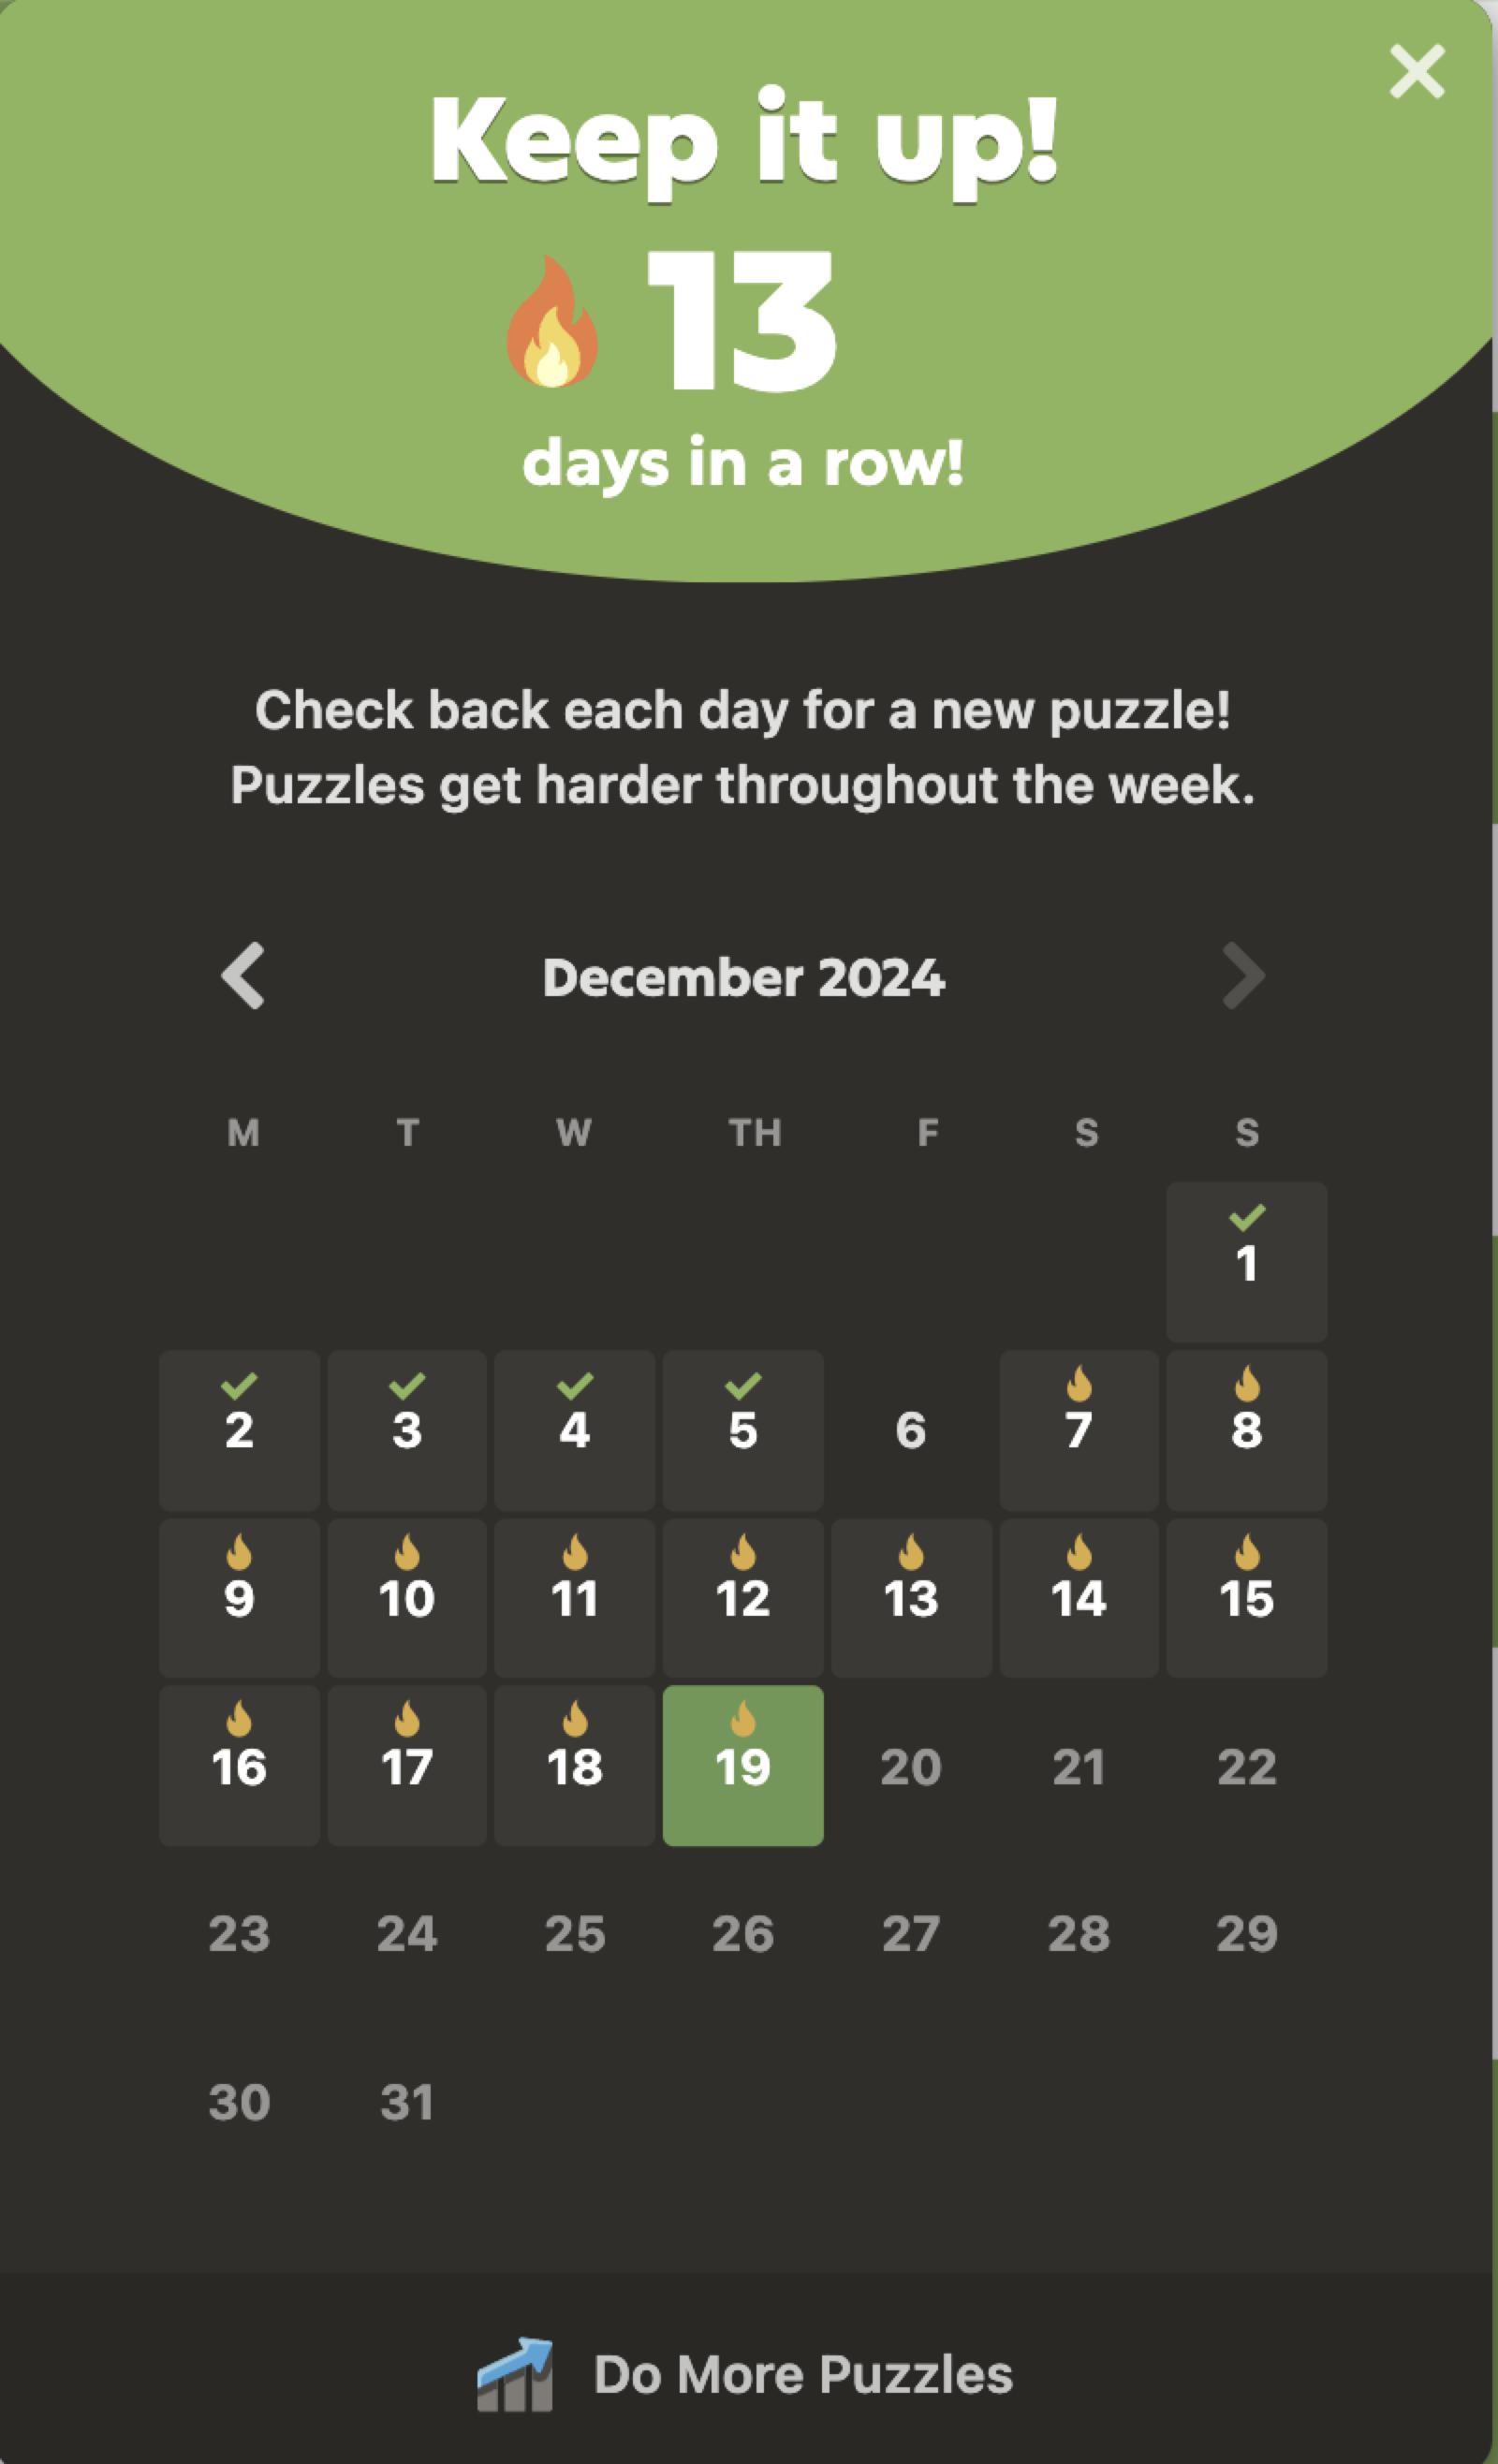 Keep it up!
13
days in a row!
Check back each day for a new puzzle!
Puzzles get harder throughout the week.
December 2024
M T W TH F S S
1
2 3 4 5 6 7 8
9 10 11 12 13 14 15
16 17 18 19 20 21 22
23 24 25 26 27 28 29
30 31
Do More Puzzles